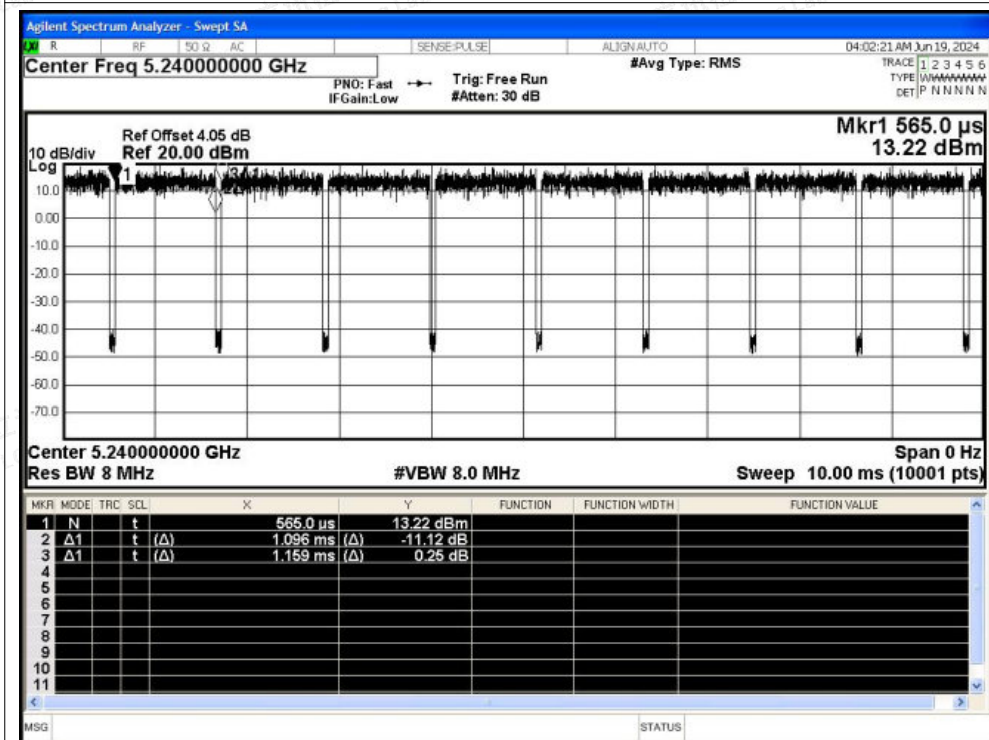 Agilent Spectrum Analyzer - Swept SA
LXI R RF 50 Ω AC SENSE:PULSE ALIGN AUTO 04:02:21 AM Jun 19, 2024
Center Freq 5.240000000 GHz #Avg Type: RMS TRACE 1 2 3 4 5 6
PNO: Fast Trig: Free Run TYPE WWWWWW
IFGain:Low #Atten: 30 dB DET P N N N N N
Mkr1 565.0 µs
Ref Offset 4.05 dB
10 dB/div Ref 20.00 dBm 13.22 dBm
Log
1
10.0
0.00
-10.0
-20.0
-30.0
-40.0
-50.0
-60.0
-70.0
Center 5.240000000 GHz Span 0 Hz
Res BW 8 MHz #VBW 8.0 MHz Sweep 10.00 ms (10001 pts)
MKR MODE TRC SCL X Y FUNCTION FUNCTION WIDTH FUNCTION VALUE
1 N t 565.0 µs 13.22 dBm
2 Δ1 t (Δ) 1.096 ms (Δ) -11.12 dB
3 Δ1 t (Δ) 1.159 ms (Δ) 0.25 dB
4
5
6
7
8
9
10
11
MSG STATUS